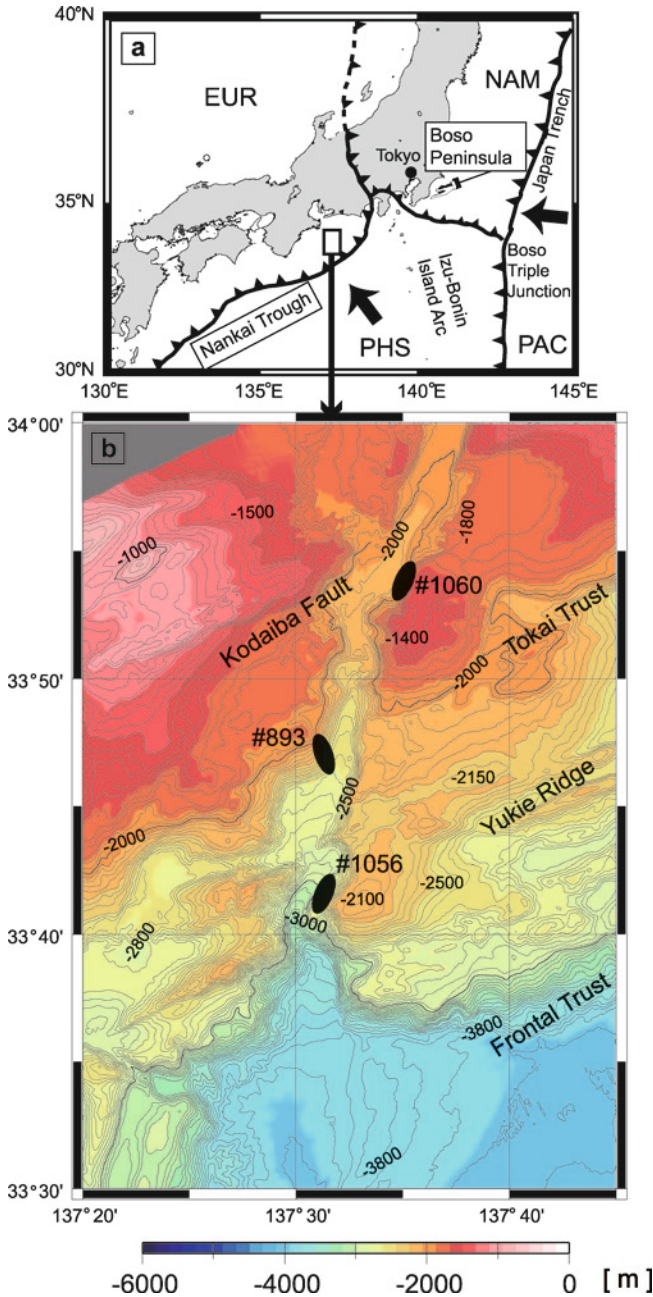 40°N
a
EUR
NAM
Boso
Peninsula
Tokyo
Japan Trench
35°N
Izu-Bonin
Island Arc
Boso
Triple
Junction
Nankai Trough
PHS
PAC
30°N
130°E
135°E
140°E
145°E
34° 00'
b
-1500
-1800
-2000
-1000
#1060
Kodaiba Fault
-1400
Tokai Trust
-2000
33° 50'
#893
-2150
-2500
Yukie Ridge
-2000
#1056
-2500
-2100
-3000
-2800
33° 40'
Frontal Trust
-3800
-3800
33° 30'
137° 20'
137° 30'
137° 40'
-6000
-4000
-2000
0
[ m ]